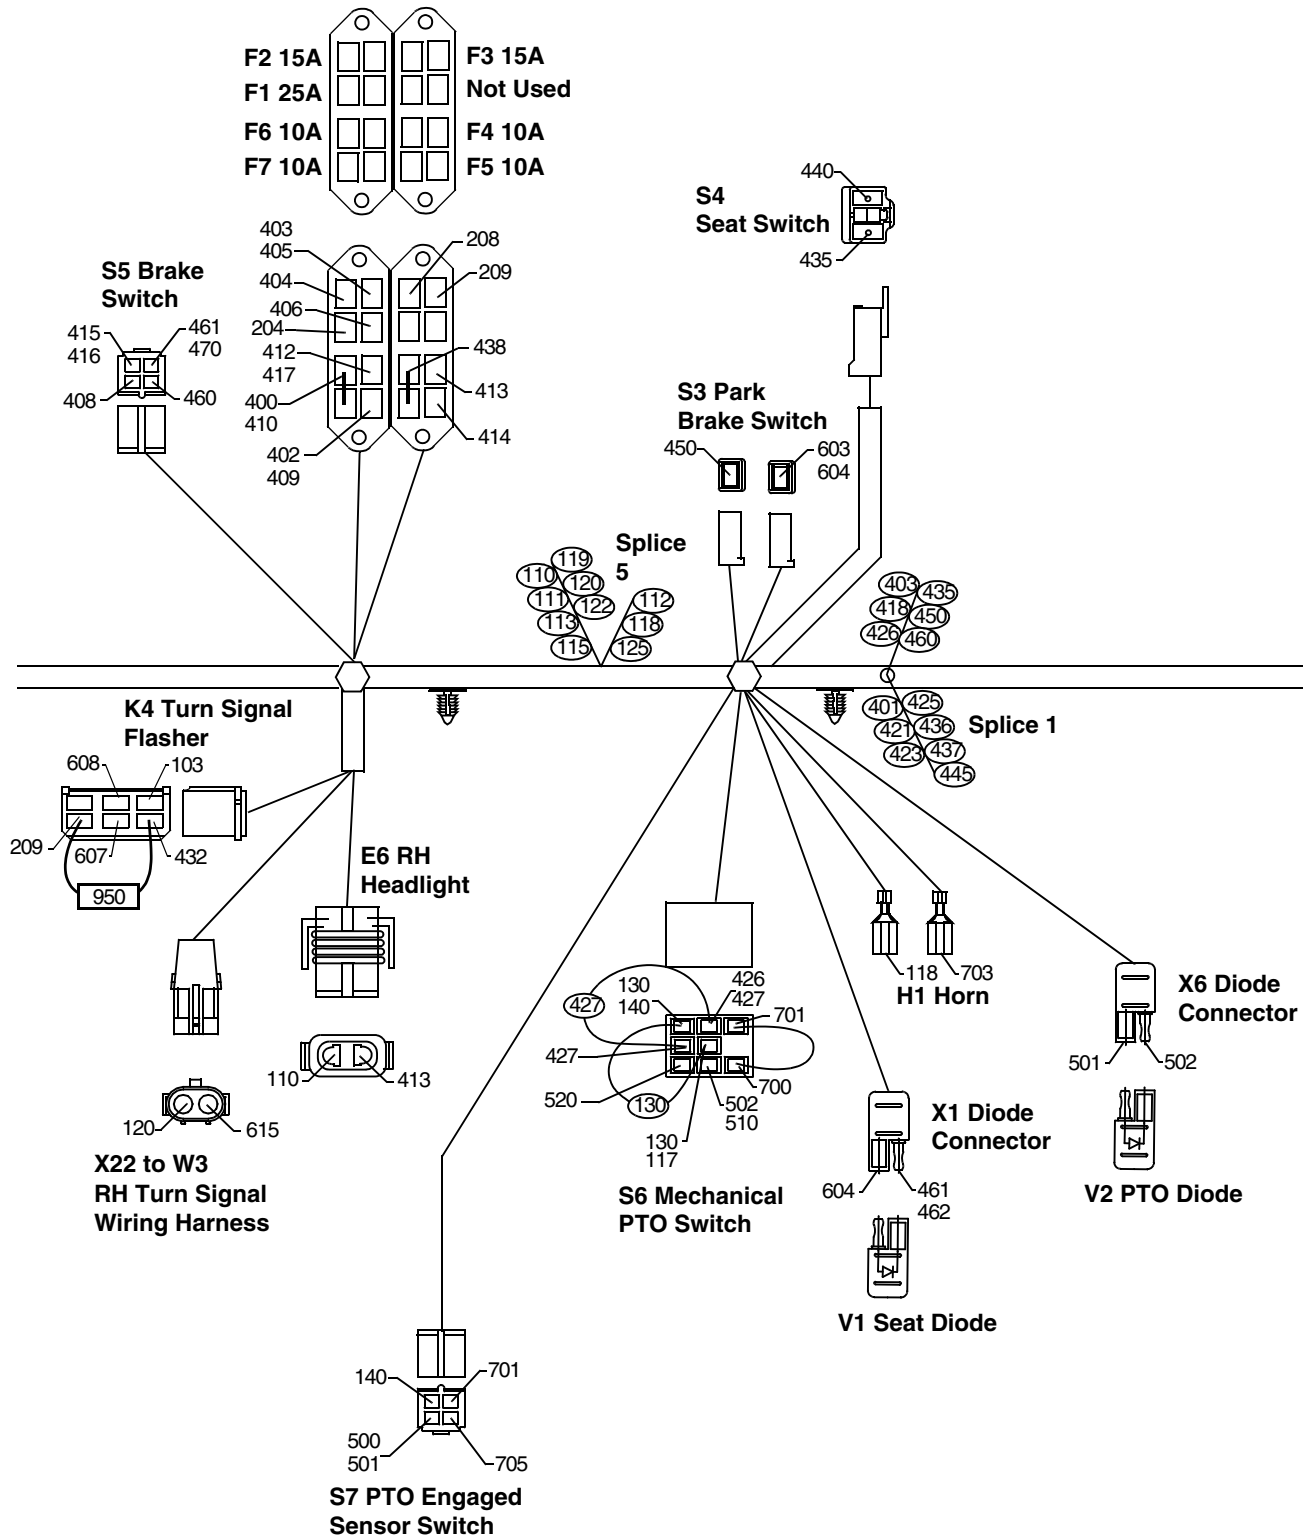 F2 15A
F3 15A
F1 25A
Not Used
F6 10A
F4 10A
F7 10A
F5 10A
403
405
404
406
204
412
417
400
410
402
409
208
209
438
413
414
S5 Brake
Switch
415
416
461
470
408
460
S4
Seat Switch
440
435
S3 Park
Brake Switch
450
603
604
Splice
5
119
110
120
111
122
113
115
112
118
125
403
435
418
450
426
460
401
425
421
436
423
437
445
Splice 1
K4 Turn Signal
Flasher
608
103
209
607
432
950
E6 RH
Headlight
110
413
120
615
X22 to W3
RH Turn Signal
Wiring Harness
427
130
140
426
427
701
427
520
130
700
502
510
130
117
S6 Mechanical
PTO Switch
118
703
H1 Horn
X6 Diode
Connector
501
502
V2 PTO Diode
X1 Diode
Connector
604
461
462
V1 Seat Diode
140
701
500
501
705
S7 PTO Engaged
Sensor Switch